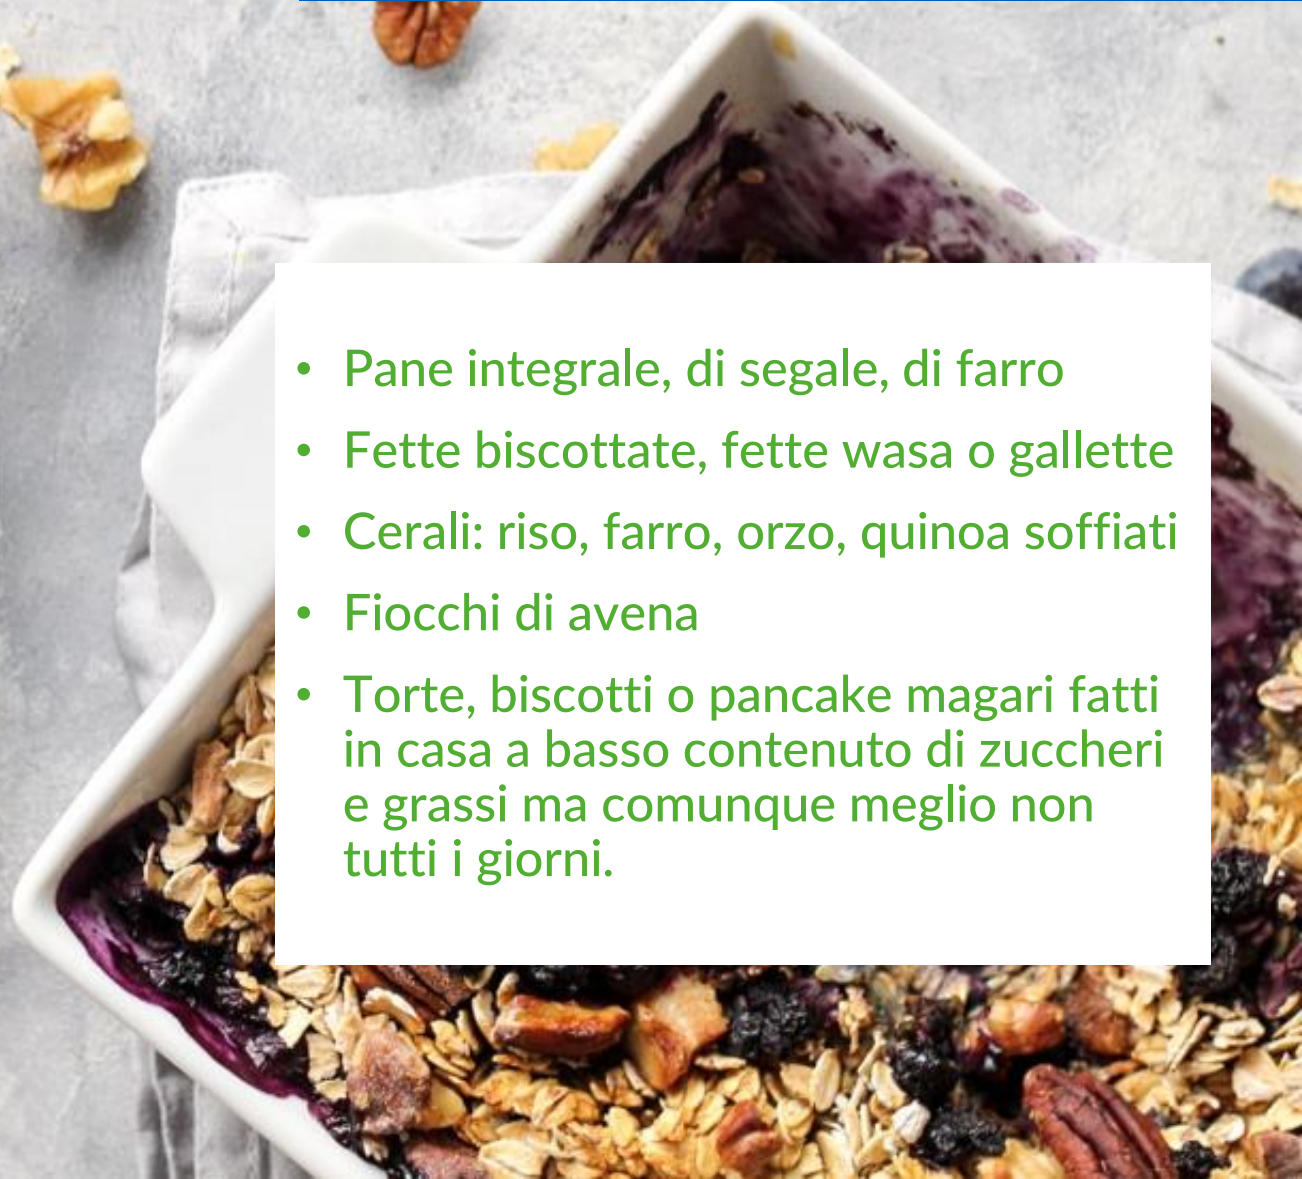 • Pane integrale, di segale, di farro
• Fette biscottate, fette wasa o gallette
• Cerali: riso, farro, orzo, quinoa soffiati
• Fiocchi di avena
• Torte, biscotti o pancake magari fatti
in casa a basso contenuto di zuccheri
e grassi ma comunque meglio non
tutti i giorni.